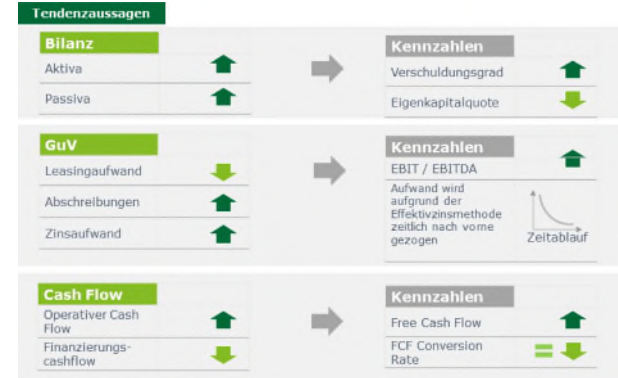 Tendenzaussagen
Bilanz
Aktiva
Passiva
Kennzahlen
Verschuldungsgrad
Eigenkapitalquote
GuV
Leasingaufwand
Abschreibungen
Zinsaufwand
Kennzahlen
EBIT / EBITDA
Aufwand wird
aufgrund der
Effektivzinsmethode
zeitlich nach vorne
gezogen
Zeitablauf
Cash Flow
Operativer Cash
Flow
Finanzierungs-
cashflow
Kennzahlen
Free Cash Flow
FCF Conversion
Rate